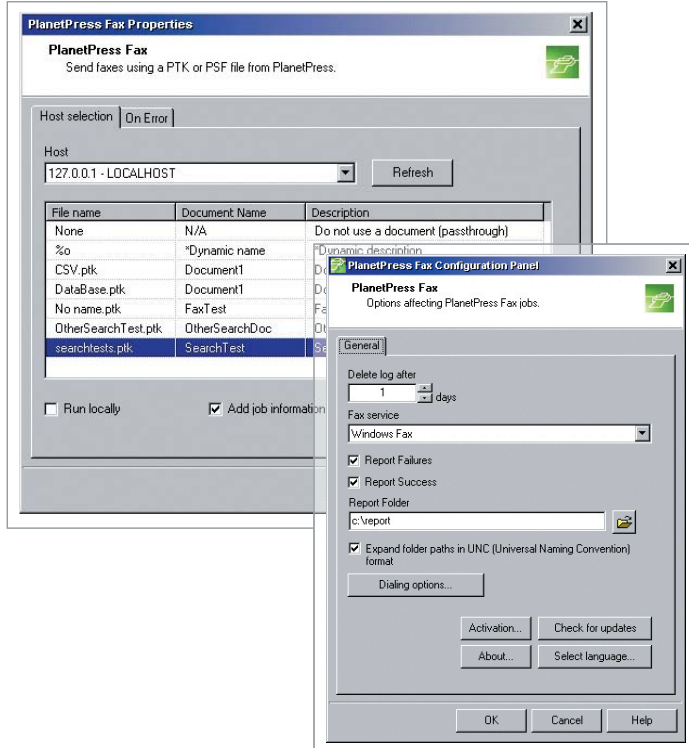 PlanetPress Fax Properties
PlanetPress Fax
Send faxes using a PTK or PSF file from PlanetPress.
Host selection On Error
Host
127.0.0.1 - LOCALHOST Refresh
File name Document Name Description
None N/A Do not use a document (passthrough)
%o *Dynamic name *Dynamic description
CSV.ptk Document1
DataBase.ptk Document1
No name.ptk FaxTest
OtherSearchTest.ptk OtherSearchDoc
searchtests.ptk SearchTest
Run locally Add job information
PlanetPress Fax Configuration Panel
PlanetPress Fax
Options affecting PlanetPress Fax jobs.
General
Delete log after
1 days
Fax service
Windows Fax
Report Failures
Report Success
Report Folder
c:\report
Expand folder paths in UNC (Universal Naming Convention)
format
Dialing options...
Activation... Check for updates
About... Select language...
OK Cancel Help